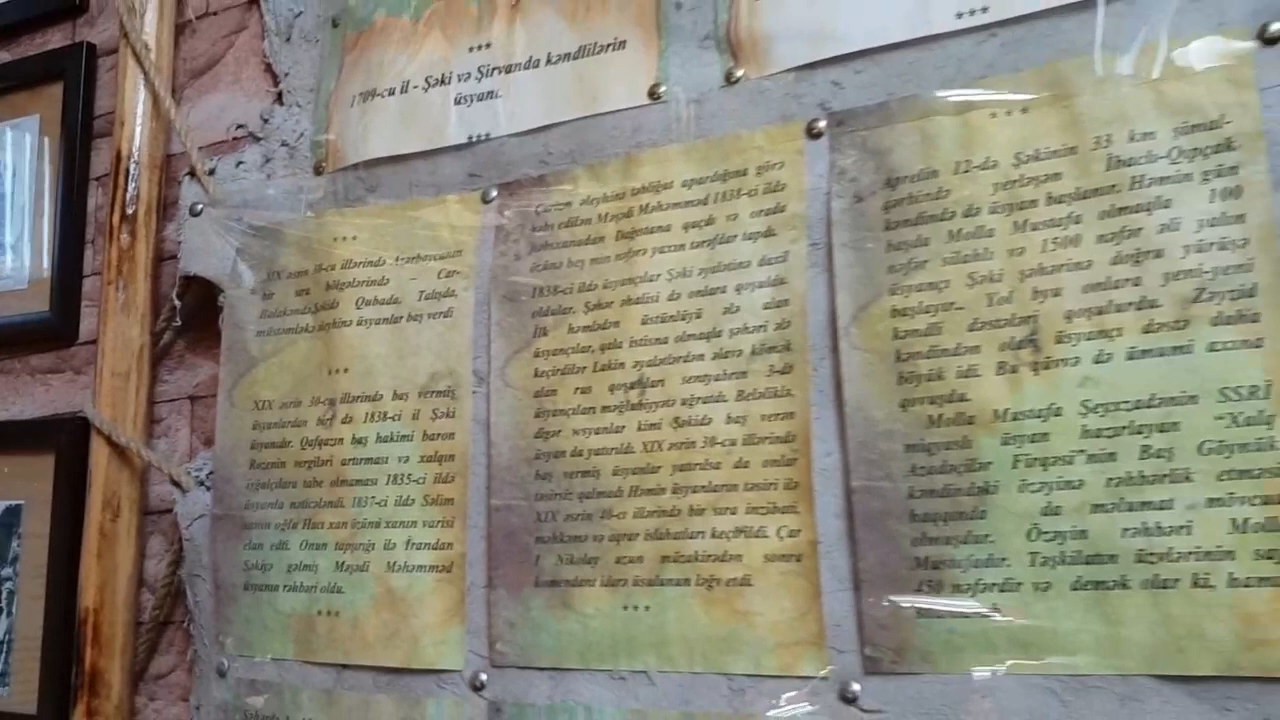 ***
1709-cu il - Şəki və Şirvanda kəndlilərin
üsyanı.
***
***
***
XIX əsrin 30-cu illərində Azərbaycanın
bir sıra bölgələrində - Car-
Balakəndə,Şəkidə Qubada, Talışda,
müstəmləkə əleyhinə üsyanlar baş verdi
***
XIX əsrin 30-cu illərində baş vermiş
üsyanlardan biri də 1838-ci il Şəki
üsyanıdır. Qafqazın baş hakimi baron
Rozenin vergiləri artırması və xalqın
işğalçılara tabe olmaması 1835-ci ildə
üsyanla nəticələndi. 1837-ci ildə Səlim
xanın oğlu Hacı xan özünü xanın varisi
elan edti. Onun tapşırığı ilə İrandan
Şəkiyə gəlmiş Məşədi Məhəmməd
üsyanın rəhbəri oldu.
***
Çarizm əleyhinə təbliğat apardığına görə
həbs edilən Məşədi Məhəmməd 1838-ci ildə
həbsxanadan Dağıstana qaçdı və orada
özünə beş min nəfərə yaxın tərəfdar tapdı.
1838-ci ildə üsyançılar Şəki əyalətinə daxil
oldular. Şəhər əhalisi də onlara qoşuldu.
İlk həmlədən üstünlüyü ələ alan
üsyançılar, qala istisna olmaqla şəhəri ələ
keçirdilər Lakin əyalətlərdən əlavə kömək
alan rus qoşunları sentyabrın 3-də
üsyançıları məğlubiyyətə uğratdı. Beləliklə,
digər wsyanlar kimi Şəkidə baş verən
üsyan da yatırıldı. XIX əsrin 30-cu illərində
baş vermiş üsyanlar yatırılsa da onlar
təsirsiz qalmadı Həmin üsyanların təsiri ilə
XIX əsrin 40-cı illərində bir sıra inzibati,
məhkəmə və aqrar islahatları keçirildi. Çar
I Nikolay uzun müzakirədən sonra
komendant idarə üsulunun ləğv etdi.
***
***
Aprelin 12-də Şəkinin 33 km şimal-
qərbində yerləşən İbaclı-Qıpçak
kəndində də üsyan başlanır. Həmin gün
başda Molla Mustafa olmaqla 100
nəfər silahlı və 1500 nəfər əli yalın
üsyançı Şəki şəhərinə doğru yürüşə
başlayır.. Yol byu onlara yeni-yeni
kəndli dəstələri qoşulurdu. Zəyzid
kəndindən olan üsyançı dəstə daha
böyük idi. Bu qüvvə də ümumi axına
qovuşdu.
Molla Mustafa Şeyxzadənin SSRİ
miqyaslı üsyan hazırlayan "Xalq
Azadəçilər Firqəsi"nin Baş Göynük
kəndindəki özəyinə rəhbərlik etməsi
haqqında da məlumat mövcud
olmuşdur. Özəyin rəhbəri Molla
Mustafadır. Təşkilatın üzvlərinin sa
450 nəfərdir və demək olar ki, ham